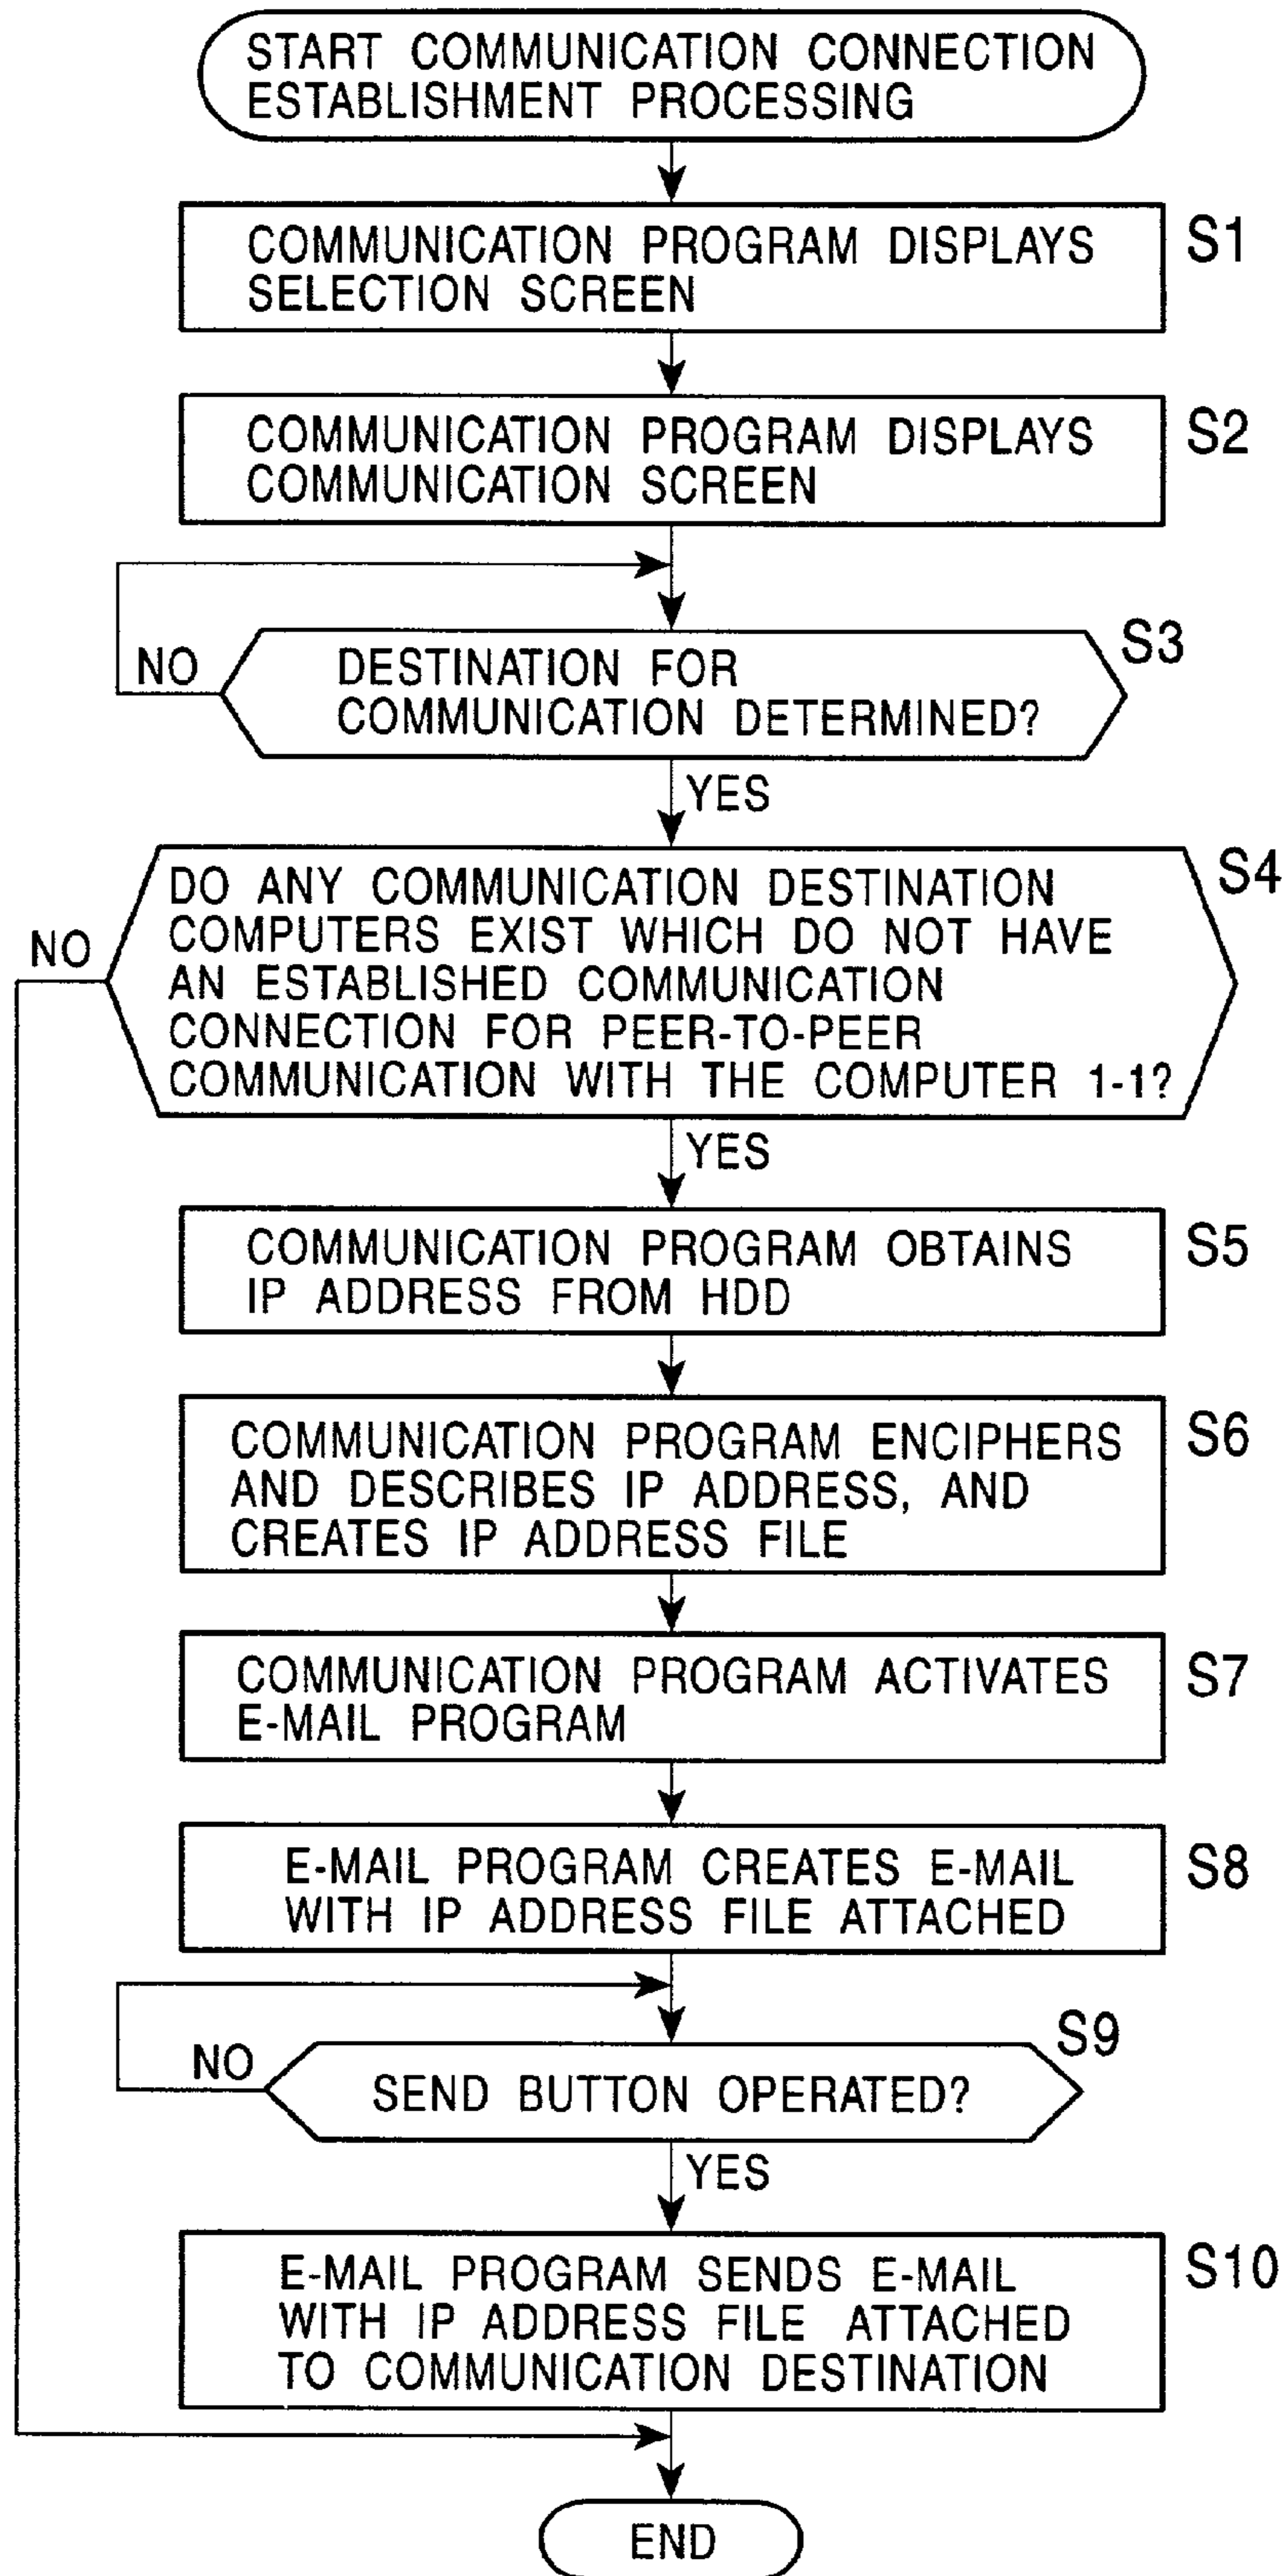 START COMMUNICATION CONNECTION
ESTABLISHMENT PROCESSING
COMMUNICATION PROGRAM DISPLAYS
SELECTION SCREEN
S1
COMMUNICATION PROGRAM DISPLAYS
COMMUNICATION SCREEN
S2
DESTINATION FOR
COMMUNICATION DETERMINED?
S3
NO
YES
DO ANY COMMUNICATION DESTINATION
COMPUTERS EXIST WHICH DO NOT HAVE
AN ESTABLISHED COMMUNICATION
CONNECTION FOR PEER-TO-PEER
COMMUNICATION WITH THE COMPUTER 1-1?
S4
NO
YES
COMMUNICATION PROGRAM OBTAINS
IP ADDRESS FROM HDD
S5
COMMUNICATION PROGRAM ENCIPHERS
AND DESCRIBES IP ADDRESS, AND
CREATES IP ADDRESS FILE
S6
COMMUNICATION PROGRAM ACTIVATES
E-MAIL PROGRAM
S7
E-MAIL PROGRAM CREATES E-MAIL
WITH IP ADDRESS FILE ATTACHED
S8
SEND BUTTON OPERATED?
S9
NO
YES
E-MAIL PROGRAM SENDS E-MAIL
WITH IP ADDRESS FILE ATTACHED
TO COMMUNICATION DESTINATION
S10
END